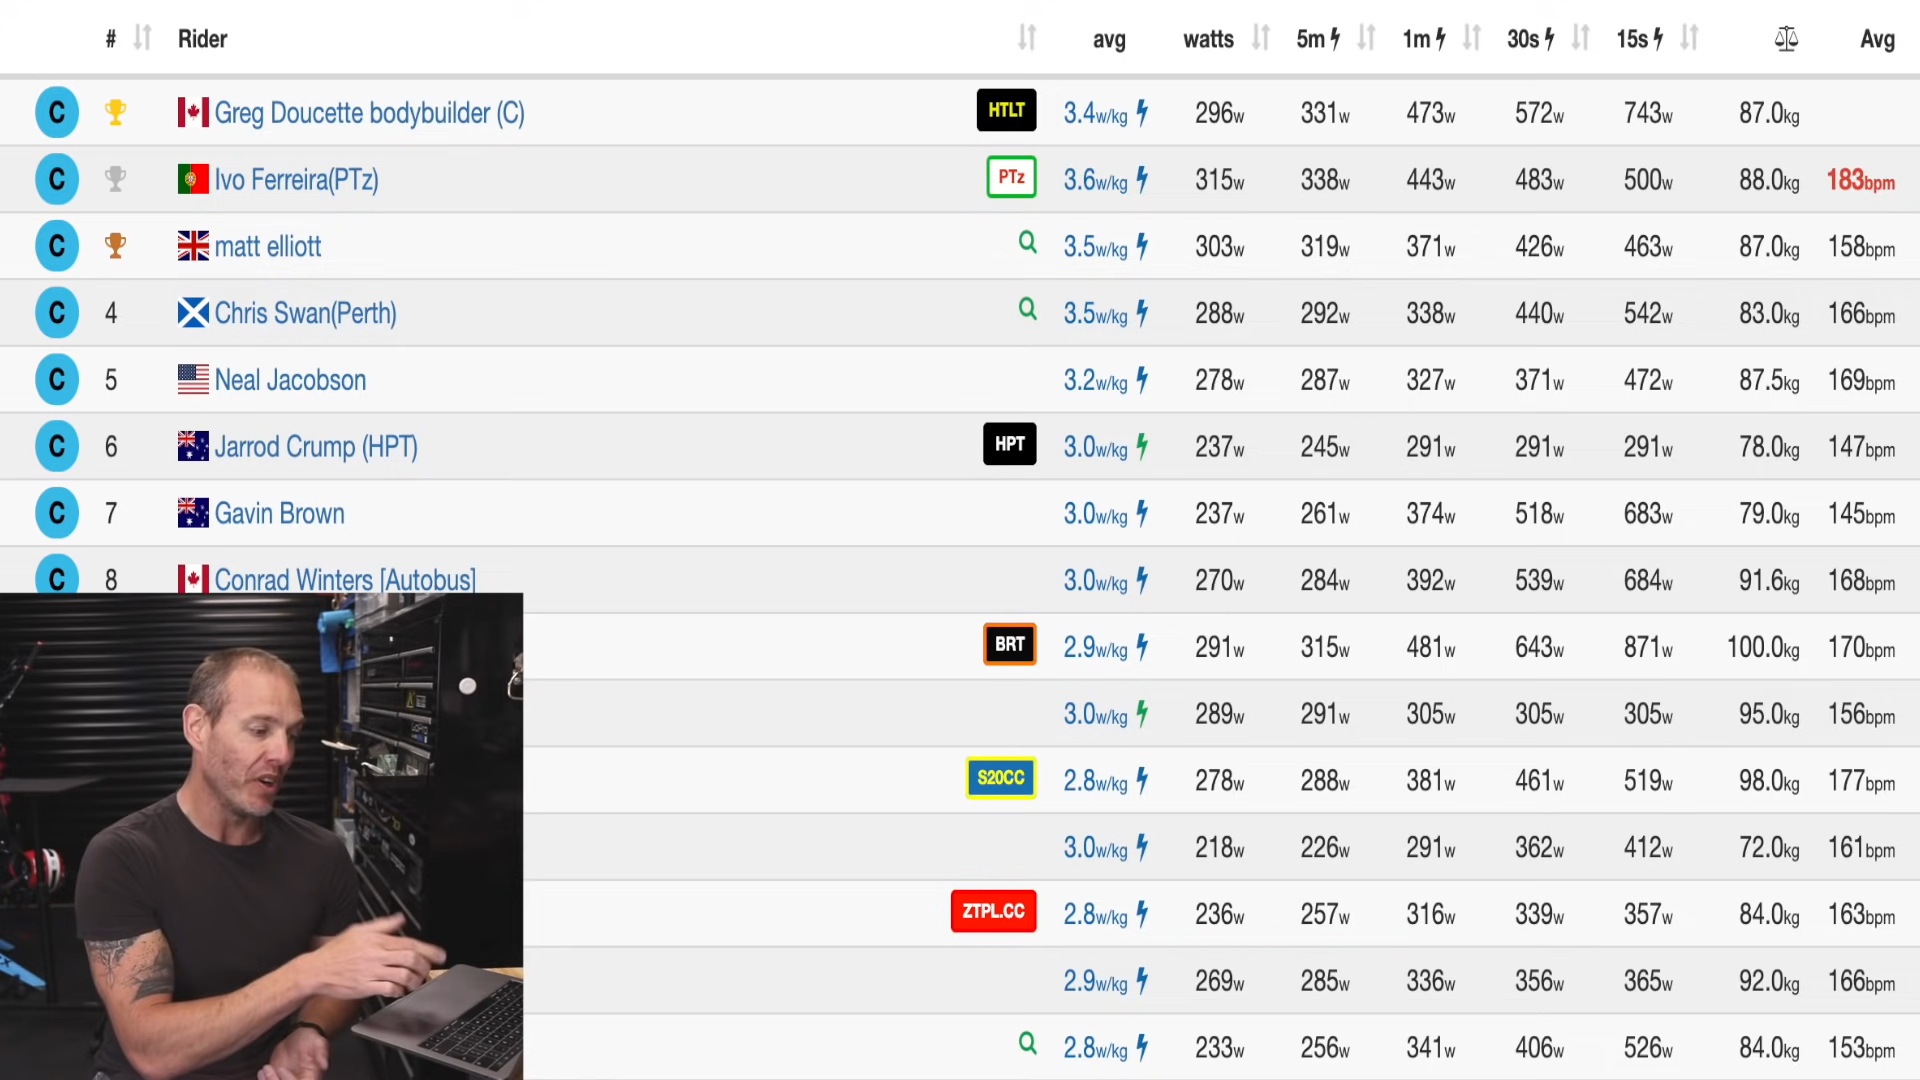 # Rider avg watts 5m 1m 30s 15s Avg
C Greg Doucette bodybuilder (C) HTLT 3.4w/kg 296w 331w 473w 572w 743w 87.0kg
C Ivo Ferreira(PTz) PTz 3.6w/kg 315w 338w 443w 483w 500w 88.0kg 183bpm
C matt elliott 3.5w/kg 303w 319w 371w 426w 463w 87.0kg 158bpm
C 4 Chris Swan(Perth) 3.5w/kg 288w 292w 338w 440w 542w 83.0kg 166bpm
C 5 Neal Jacobson 3.2w/kg 278w 287w 327w 371w 472w 87.5kg 169bpm
C 6 Jarrod Crump (HPT) HPT 3.0w/kg 237w 245w 291w 291w 291w 78.0kg 147bpm
C 7 Gavin Brown 3.0w/kg 237w 261w 374w 518w 683w 79.0kg 145bpm
C 8 Conrad Winters [Autobus] 3.0w/kg 270w 284w 392w 539w 684w 91.6kg 168bpm
BRT 2.9w/kg 291w 315w 481w 643w 871w 100.0kg 170bpm
3.0w/kg 289w 291w 305w 305w 305w 95.0kg 156bpm
S20CC 2.8w/kg 278w 288w 381w 461w 519w 98.0kg 177bpm
3.0w/kg 218w 226w 291w 362w 412w 72.0kg 161bpm
ZTPL.CC 2.8w/kg 236w 257w 316w 339w 357w 84.0kg 163bpm
2.9w/kg 269w 285w 336w 356w 365w 92.0kg 166bpm
2.8w/kg 233w 256w 341w 406w 526w 84.0kg 153bpm